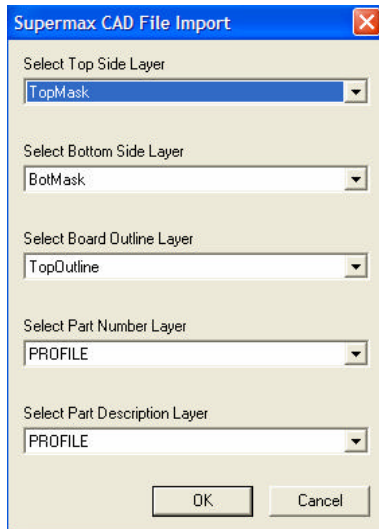 Supermax CAD File Import
Select Top Side Layer
TopMask
Select Bottom Side Layer
BotMask
Select Board Outline Layer
TopOutline
Select Part Number Layer
PROFILE
Select Part Description Layer
PROFILE
OK Cancel